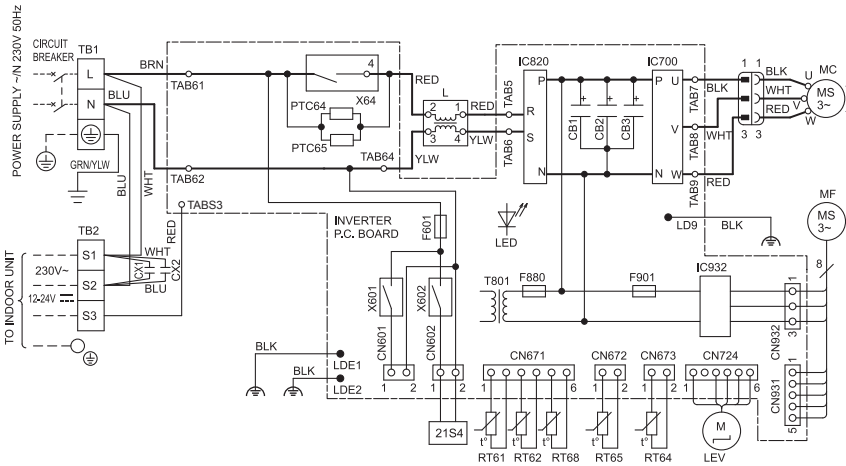 POWER SUPPLY ~/N 230V 50Hz
CIRCUIT
BREAKER
TB1
L
N
BRN
BLU
GRN/YLW
BLU
WHT
TAB61
TAB62
TABS3
RED
4
X64
PTC64
PTC65
TAB64
RED
YLW
L
2 1
3 4
RED
YLW
TAB5
TAB6
IC820
P
R
S
N
+
+
+
CB1
CB2
CB3
IC700
P U
V
N W
TAB7
TAB8
TAB9
BLK
WHT
RED
1 1
3 3
BLK
WHT
RED
U
V
W
MC
MS
3~
LED
LD9
BLK
MF
MS
3~
8
INVERTER
P.C. BOARD
F601
X601
X602
CN601
CN602
1 2
1 2
21S4
T801
F880
F901
IC932
1
3
CN932
1
5
CN931
TO INDOOR UNIT
TB2
S1
S2
S3
230V~
12-24V
WHT
BLU
CX1
CX2
BLK
LDE1
BLK
LDE2
CN671
1 6
CN672
1 2
CN673
1 2
CN724
1 6
t°
t°
t°
t°
t°
RT61
RT62
RT68
RT65
RT64
M
LEV